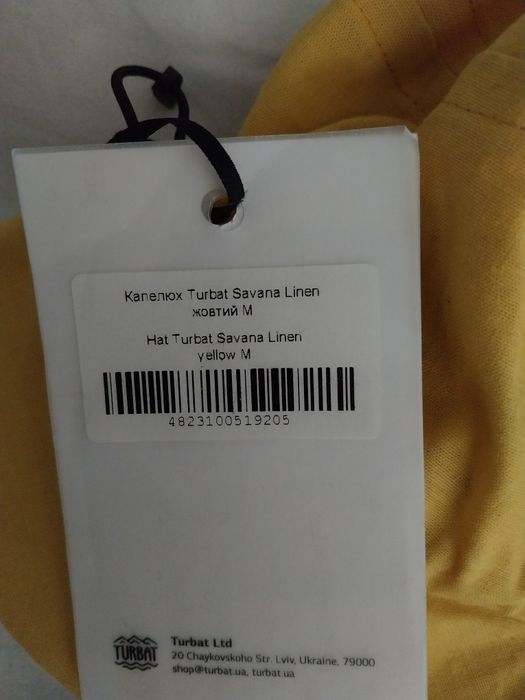 Капелюх Turbat Savana Linen
жовтий M
Hat Turbat Savana Linen
yellow M
4823100519205
TURBAT
Turbat Ltd
20 Chaykovskoho Str. Lviv, Ukraine, 79000
shop@turbat.ua, turbat.ua